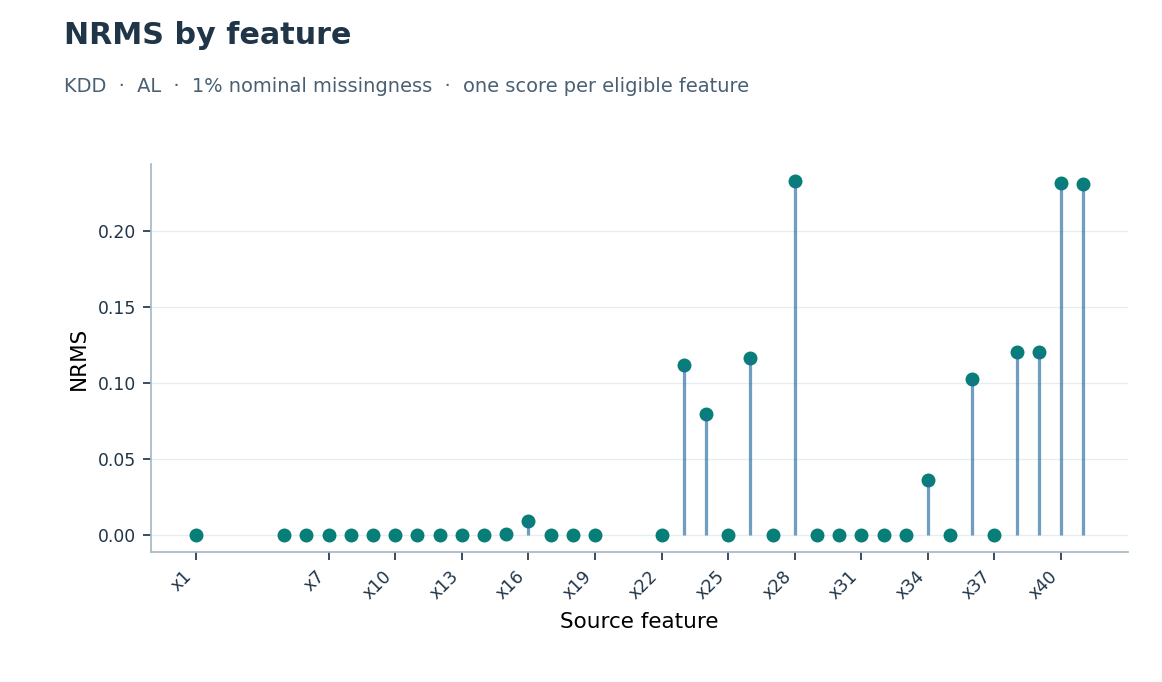 NRMS by feature
KDD · AL · 1% nominal missingness · one score per eligible feature
NRMS
0.20
0.15
0.10
0.05
0.00
x1 x7 x10 x13 x16 x19 x22 x25 x28 x31 x34 x37 x40
Source feature